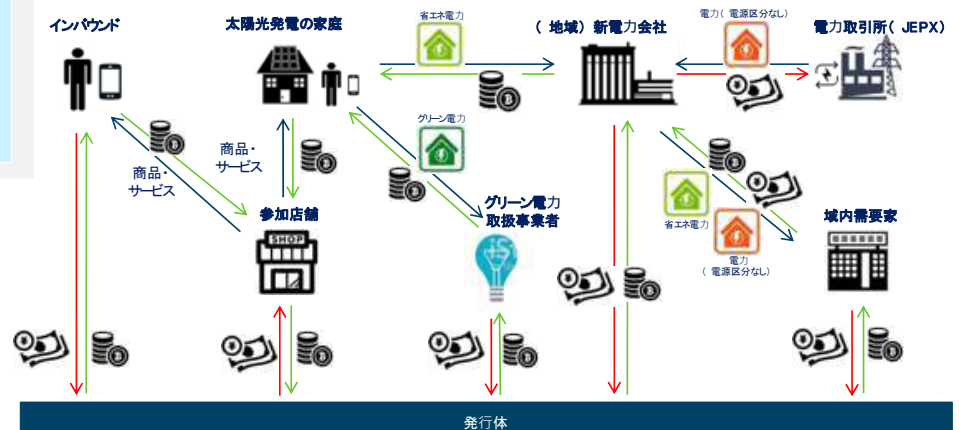 インバウンド
太陽光発電の家庭
省エネ電力
(地域)新電力会社
電力(電源区分なし)
電力取引所(JEPX)
グリーン電力
商品・
サービス
商品・
サービス
参加店舗
SHOP
グリーン電力
取扱事業者
省エネ電力
電力
(電源区分なし)
域内需要家
発行体